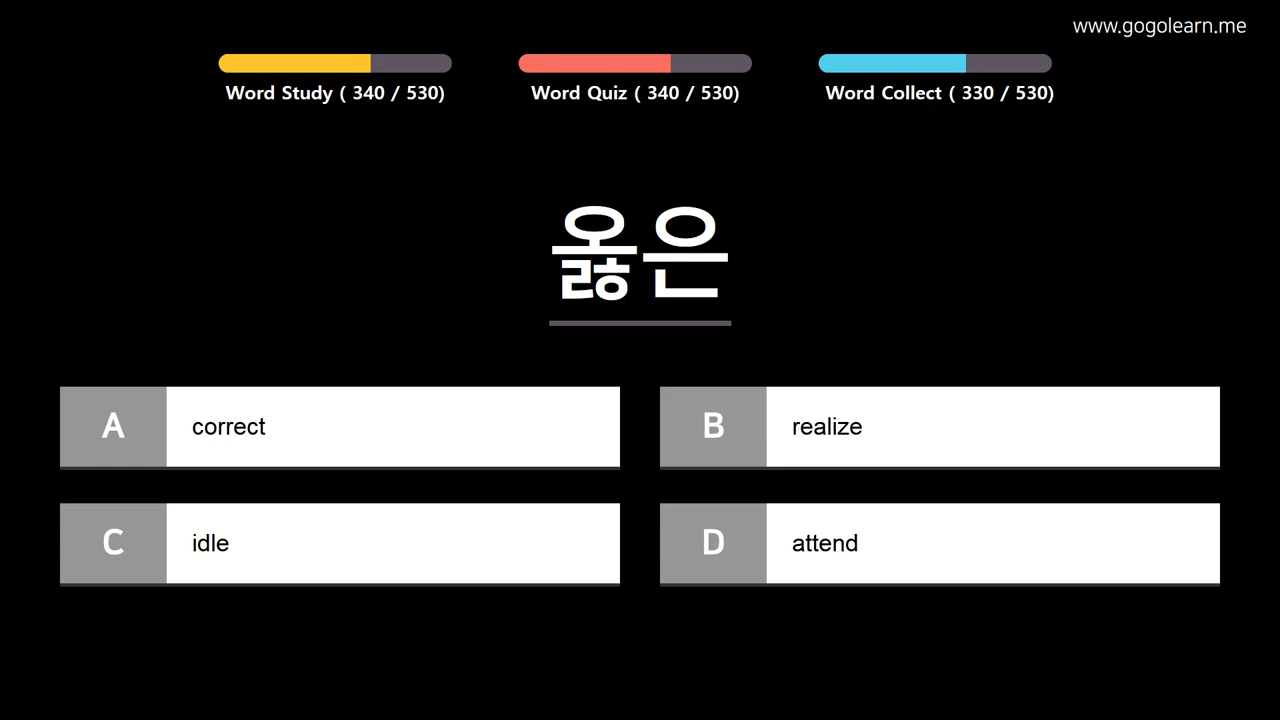 www.gogolearn.me
Word Study ( 340 / 530)
Word Quiz ( 340 / 530)
Word Collect ( 330 / 530)
옳은
A correct
B realize
C idle
D attend